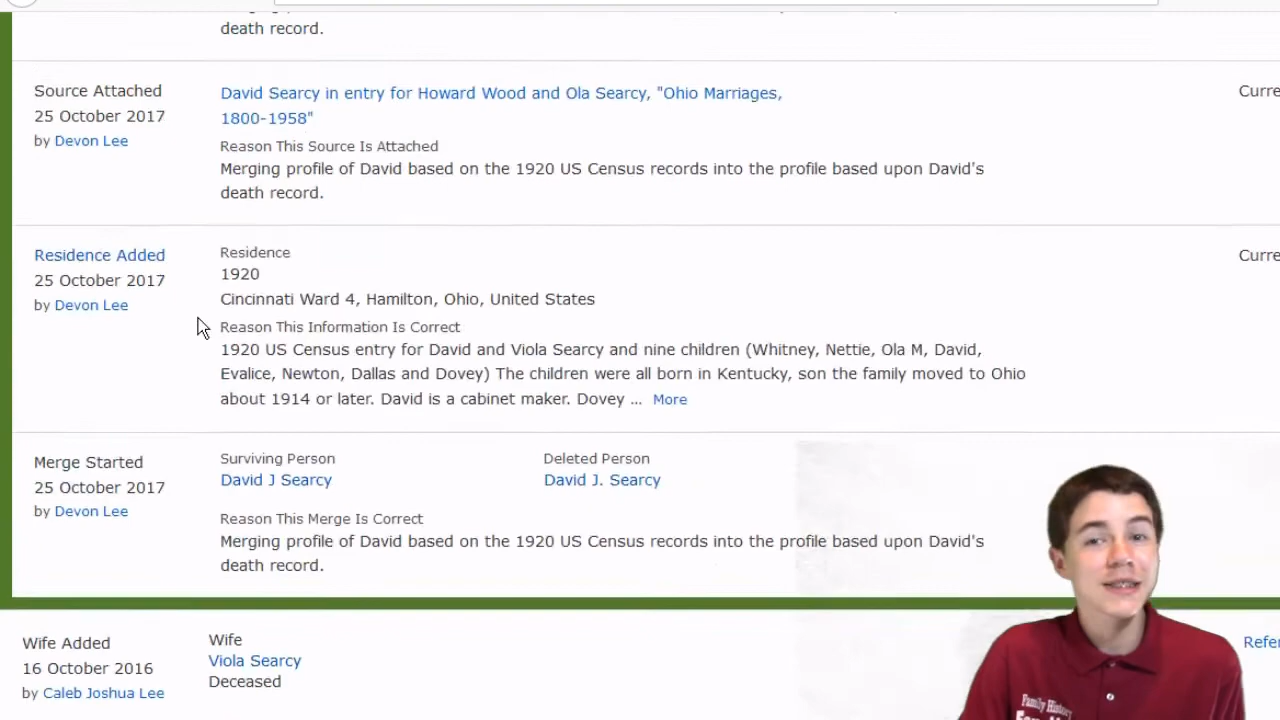 death record.
Source Attached
25 October 2017
by Devon Lee
David Searcy in entry for Howard Wood and Ola Searcy, "Ohio Marriages,
1800-1958"
Reason This Source Is Attached
Merging profile of David based on the 1920 US Census records into the profile based upon David's
death record.
Curre
Residence Added
25 October 2017
by Devon Lee
Residence
1920
Cincinnati Ward 4, Hamilton, Ohio, United States
Reason This Information Is Correct
1920 US Census entry for David and Viola Searcy and nine children (Whitney, Nettie, Ola M, David,
Evalice, Newton, Dallas and Dovey) The children were all born in Kentucky, son the family moved to Ohio
about 1914 or later. David is a cabinet maker. Dovey ... More
Curre
Merge Started
25 October 2017
by Devon Lee
Surviving Person
David J Searcy
Deleted Person
David J. Searcy
Reason This Merge Is Correct
Merging profile of David based on the 1920 US Census records into the profile based upon David's
death record.
Wife Added
16 October 2016
by Caleb Joshua Lee
Wife
Viola Searcy
Deceased
Refer
Family History